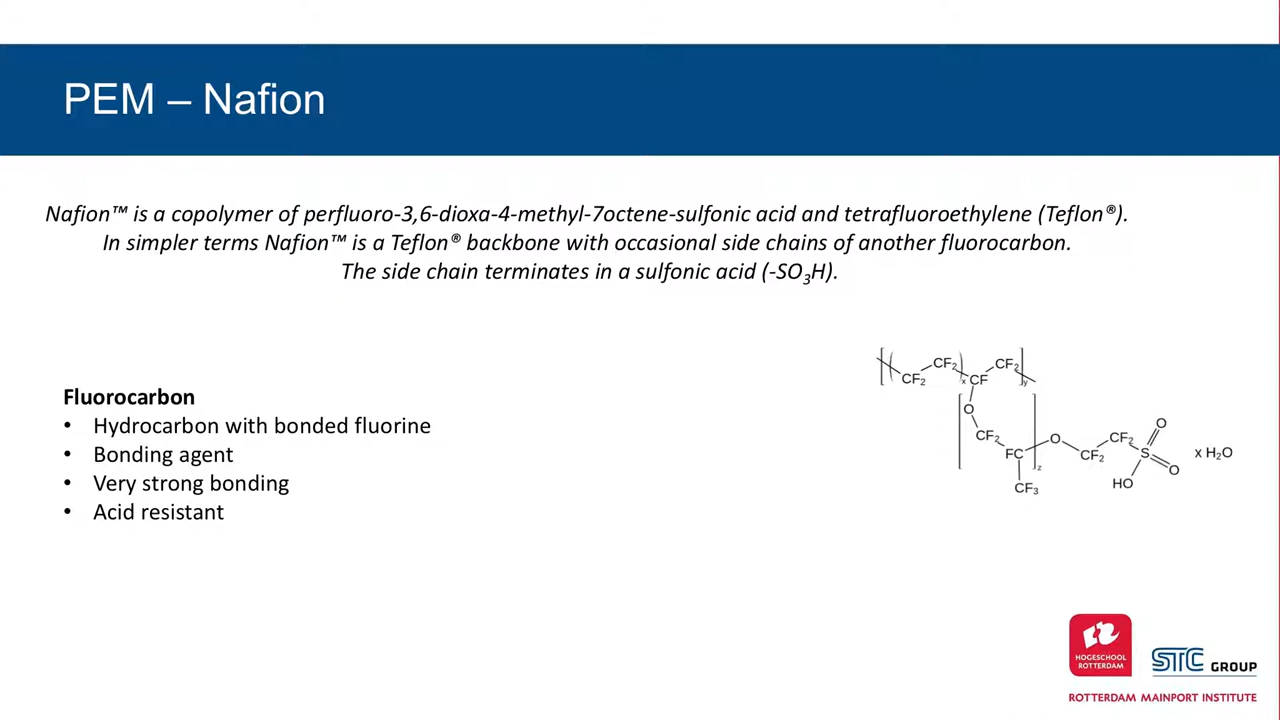 PEM – Nafion
Nafion™ is a copolymer of perfluoro-3,6-dioxa-4-methyl-7octene-sulfonic acid and tetrafluoroethylene (Teflon®).
In simpler terms Nafion™ is a Teflon® backbone with occasional side chains of another fluorocarbon.
The side chain terminates in a sulfonic acid (-SO₃H).
Fluorocarbon
• Hydrocarbon with bonded fluorine
• Bonding agent
• Very strong bonding
• Acid resistant
CF₂ CF₂ x CF CF₂ y
O
CF₂
FC z
CF₃
O CF₂ CF₂ S O O HO
x H₂O
HOGESCHOOL
ROTTERDAM
STC GROUP
ROTTERDAM MAINPORT INSTITUTE